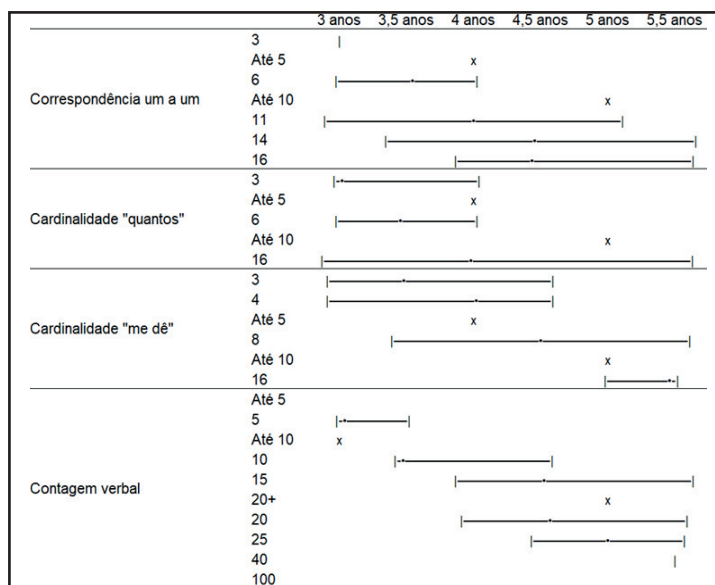 3 anos 3,5 anos 4 anos 4,5 anos 5 anos 5,5 anos
3
Até 5 x
6
Correspondência um a um
Até 10 x
11
14
16
3
Até 5 x
Cardinalidade "quantos"
6
Até 10 x
16
3
4
Cardinalidade "me dê"
Até 5 x
8
Até 10 x
16
Até 5
5
Até 10 x
10
Contagem verbal
15
20+ x
20
25
40
100